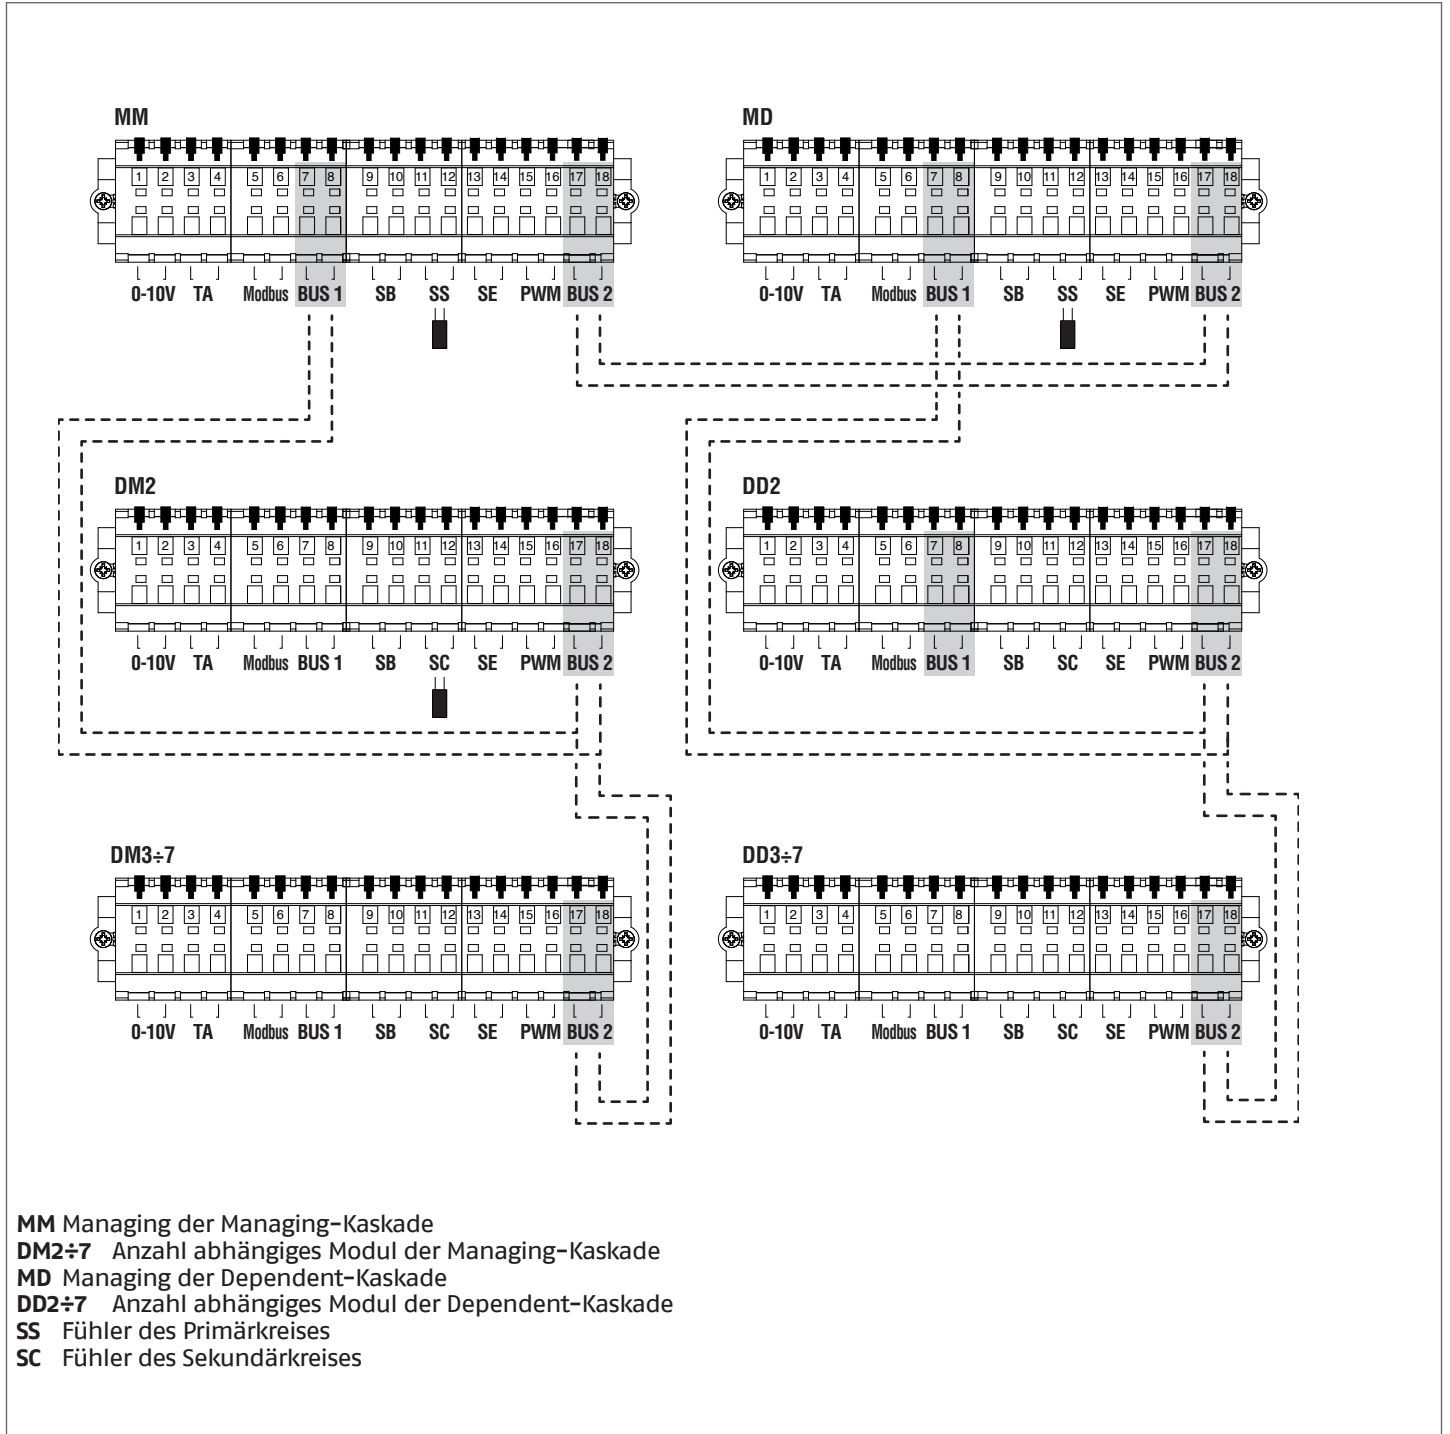 MM
MD
1 2 3 4 5 6 7 8 9 10 11 12 13 14 15 16 17 18
1 2 3 4 5 6 7 8 9 10 11 12 13 14 15 16 17 18
0-10V TA Modbus BUS 1 SB SS SE PWM BUS 2
0-10V TA Modbus BUS 1 SB SS SE PWM BUS 2
DM2
DD2
1 2 3 4 5 6 7 8 9 10 11 12 13 14 15 16 17 18
1 2 3 4 5 6 7 8 9 10 11 12 13 14 15 16 17 18
0-10V TA Modbus BUS 1 SB SC SE PWM BUS 2
0-10V TA Modbus BUS 1 SB SC SE PWM BUS 2
DM3÷7
DD3÷7
1 2 3 4 5 6 7 8 9 10 11 12 13 14 15 16 17 18
1 2 3 4 5 6 7 8 9 10 11 12 13 14 15 16 17 18
0-10V TA Modbus BUS 1 SB SC SE PWM BUS 2
0-10V TA Modbus BUS 1 SB SC SE PWM BUS 2
MM Managing der Managing-Kaskade
DM2÷7 Anzahl abhängiges Modul der Managing-Kaskade
MD Managing der Dependent-Kaskade
DD2÷7 Anzahl abhängiges Modul der Dependent-Kaskade
SS Fühler des Primärkreises
SC Fühler des Sekundärkreises